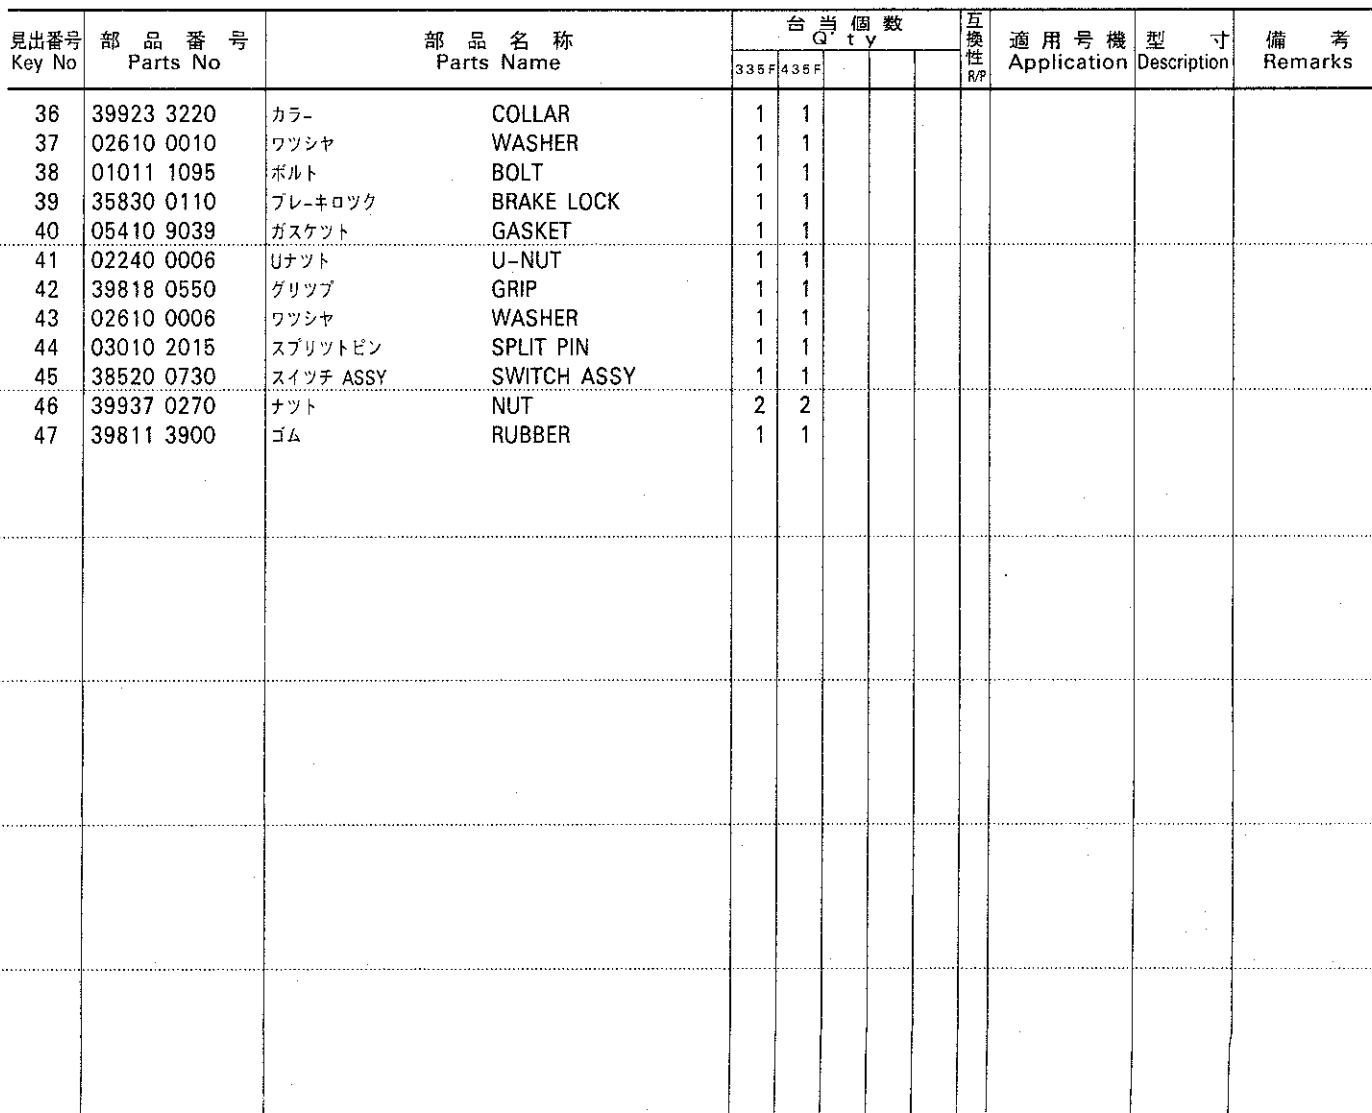 見出番号 部品番号 部品名称 台当個数 互換性 適用号機 型寸 備考
Key No Parts No Parts Name Q'ty R/P Application Description Remarks
335F 435F
36 39923 3220 カラー COLLAR 1 1
37 02610 0010 ワツシヤ WASHER 1 1
38 01011 1095 ボルト BOLT 1 1
39 35830 0110 ブレーキロツク BRAKE LOCK 1 1
40 05410 9039 ガスケツト GASKET 1 1
41 02240 0006 Uナツト U-NUT 1 1
42 39818 0550 グリツプ GRIP 1 1
43 02610 0006 ワツシヤ WASHER 1 1
44 03010 2015 スプリツトピン SPLIT PIN 1 1
45 38520 0730 スイツチ ASSY SWITCH ASSY 1 1
46 39937 0270 ナツト NUT 2 2
47 39811 3900 ゴム RUBBER 1 1